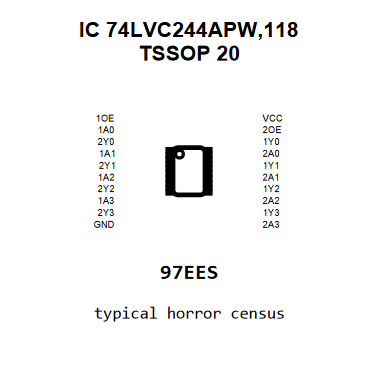 IC 74LVC244APW,118
TSSOP 20
1OE VCC
1A0 2OE
2Y0 1Y0
1A1 2A0
2Y1 1Y1
1A2 2A1
2Y2 1Y2
1A3 2A2
2Y3 1Y3
GND 2A3
97EES
typical horror census